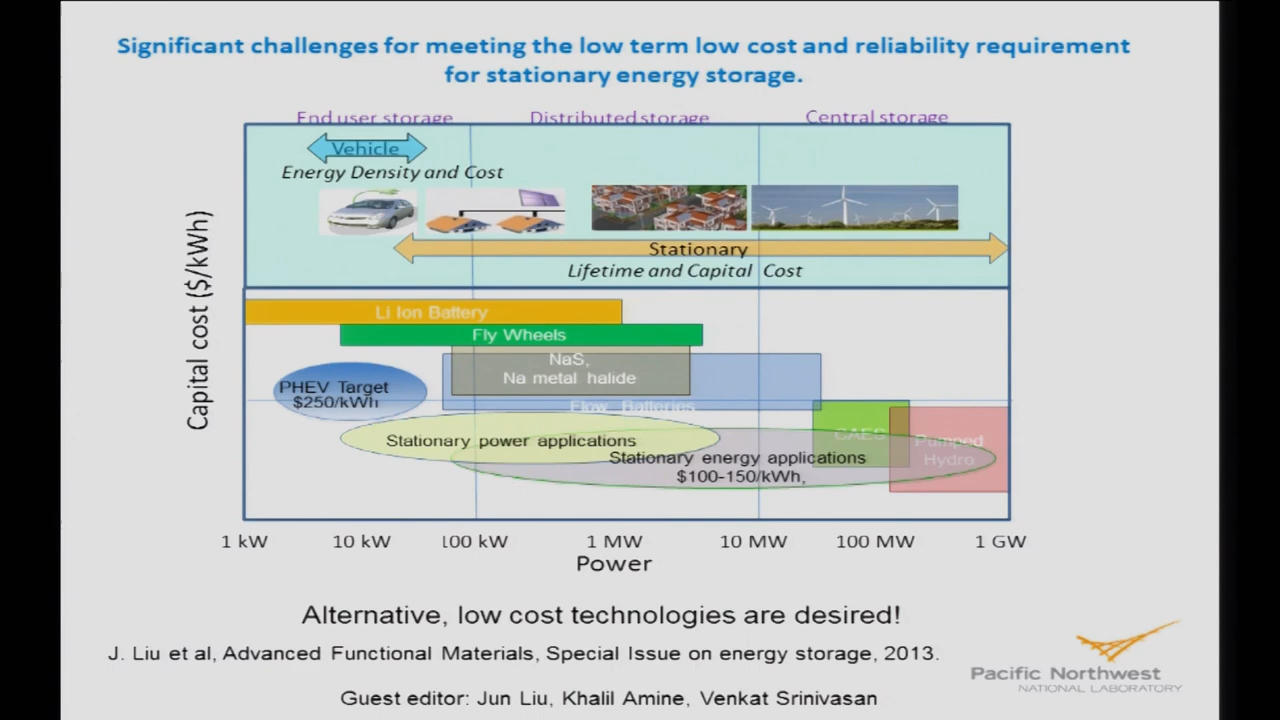 Significant challenges for meeting the low term low cost and reliability requirement
for stationary energy storage.
End user storage
Distributed storage
Central storage
Vehicle
Energy Density and Cost
Stationary
Lifetime and Capital Cost
Capital cost ($/kWh)
Li Ion Battery
Fly Wheels
NaS,
Na metal halide
PHEV Target
$250/kWh
Flow Batteries
CAES
Pumped
Hydro
Stationary power applications
Stationary energy applications
$100-150/kWh,
1 kW
10 kW
100 kW
1 MW
10 MW
100 MW
1 GW
Power
Alternative, low cost technologies are desired!
J. Liu et al, Advanced Functional Materials, Special Issue on energy storage, 2013.
Pacific Northwest
NATIONAL LABORATORY
Guest editor: Jun Liu, Khalil Amine, Venkat Srinivasan